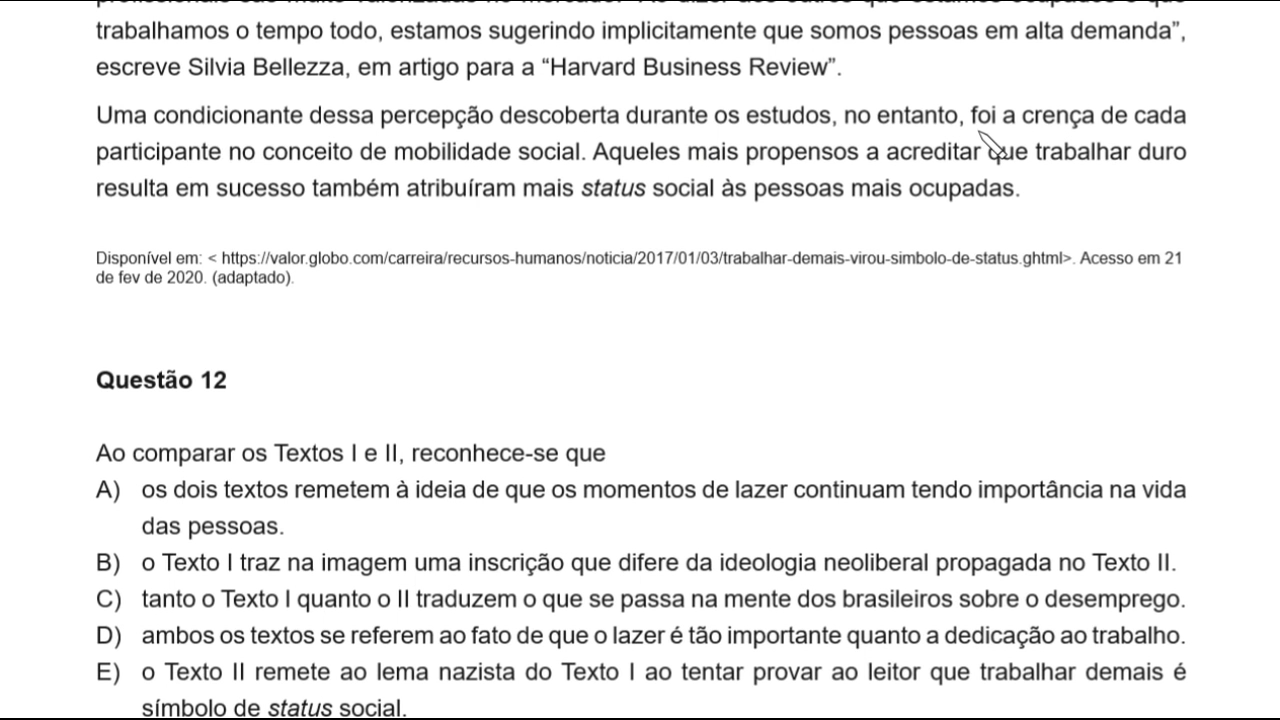 trabalhamos o tempo todo, estamos sugerindo implicitamente que somos pessoas em alta demanda”,
escreve Silvia Bellezza, em artigo para a “Harvard Business Review”.
Uma condicionante dessa percepção descoberta durante os estudos, no entanto, foi a crença de cada
participante no conceito de mobilidade social. Aqueles mais propensos a acreditar que trabalhar duro
resulta em sucesso também atribuíram mais status social às pessoas mais ocupadas.
Disponível em: < https://valor.globo.com/carreira/recursos-humanos/noticia/2017/01/03/trabalhar-demais-virou-simbolo-de-status.ghtml>. Acesso em 21
de fev de 2020. (adaptado).
Questão 12
Ao comparar os Textos I e II, reconhece-se que
A) os dois textos remetem à ideia de que os momentos de lazer continuam tendo importância na vida
das pessoas.
B) o Texto I traz na imagem uma inscrição que difere da ideologia neoliberal propagada no Texto II.
C) tanto o Texto I quanto o II traduzem o que se passa na mente dos brasileiros sobre o desemprego.
D) ambos os textos se referem ao fato de que o lazer é tão importante quanto a dedicação ao trabalho.
E) o Texto II remete ao lema nazista do Texto I ao tentar provar ao leitor que trabalhar demais é
símbolo de status social.